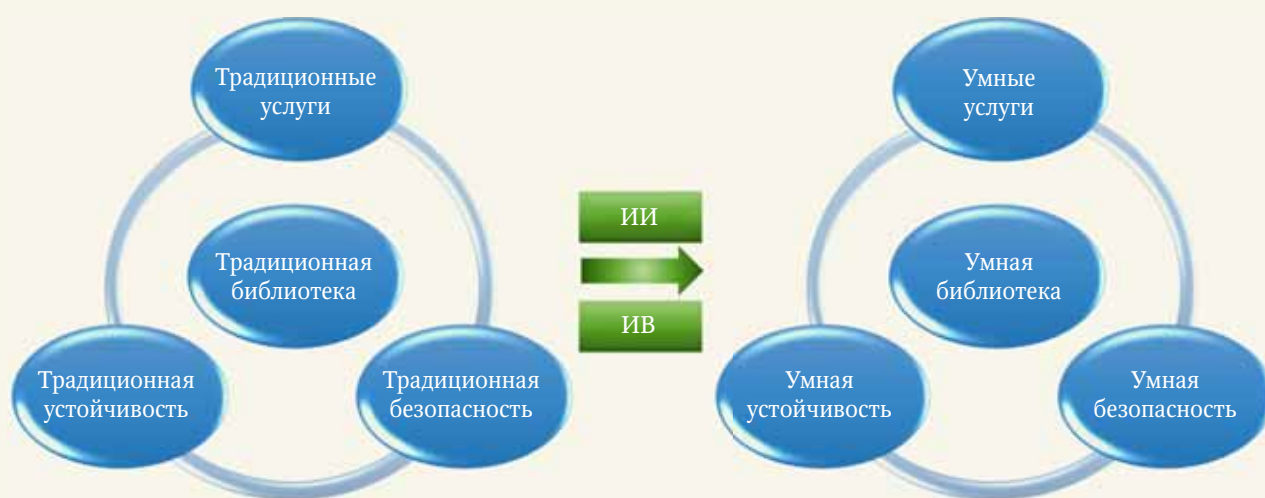 Традиционные
услуги
Традиционная
библиотека
Традиционная
устойчивость
Традиционная
безопасность
ИИ
ИВ
Умные
услуги
Умная
библиотека
Умная
устойчивость
Умная
безопасность